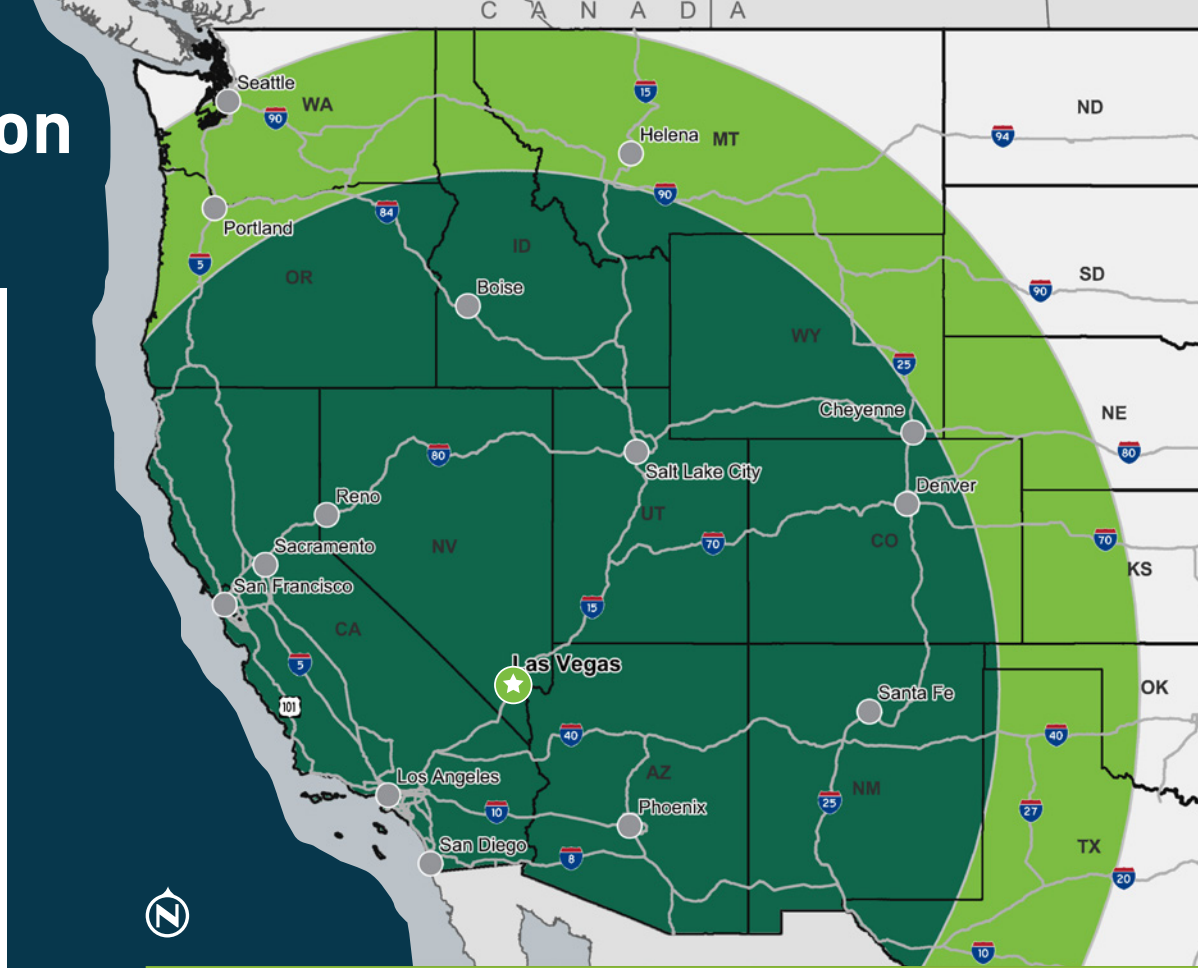 CANADA
on
Seattle
WA
90
15
Helena
MT
ND
94
90
Portland
84
5
OR
ID
SD
90
Boise
WY
25
Cheyenne
NE
80
80
Salt Lake City
Denver
Reno
UT
NV
CO
70
70
KS
Sacramento
San Francisco
15
CA
5
Las Vegas
OK
101
Santa Fe
40
40
AZ
Los Angeles
NM
10
Phoenix
25
27
San Diego
8
TX
20
N
10